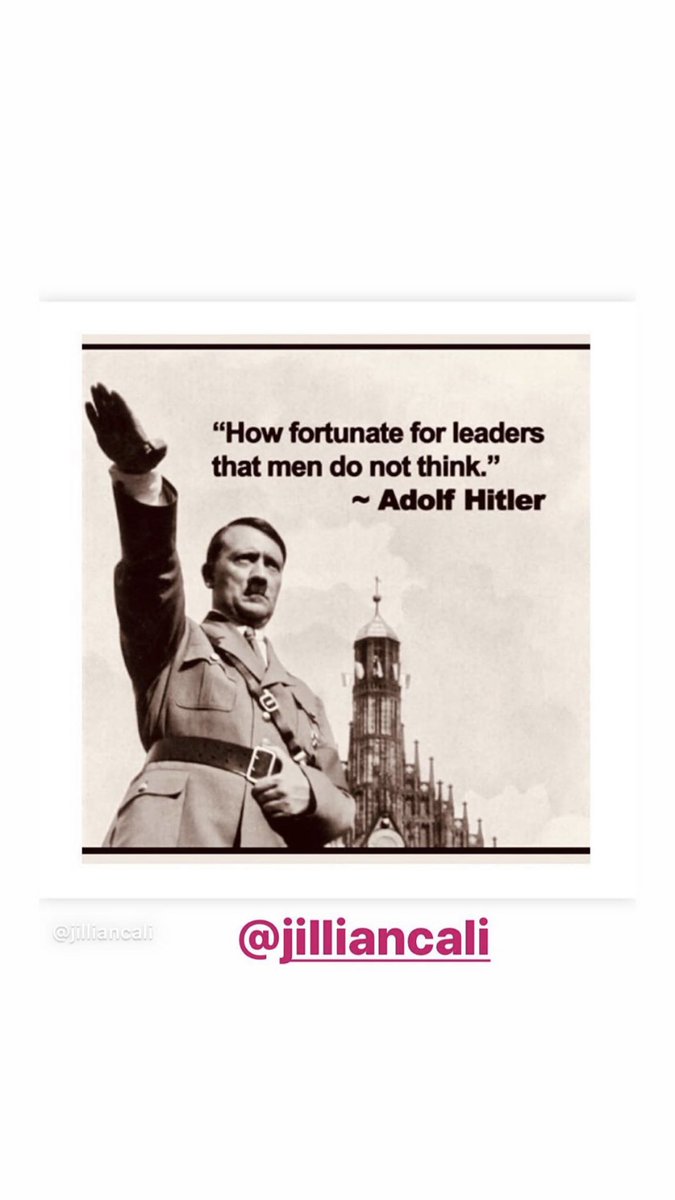 “How fortunate for leaders
that men do not think.”
~ Adolf Hitler
@jilliancali
@jilliancali